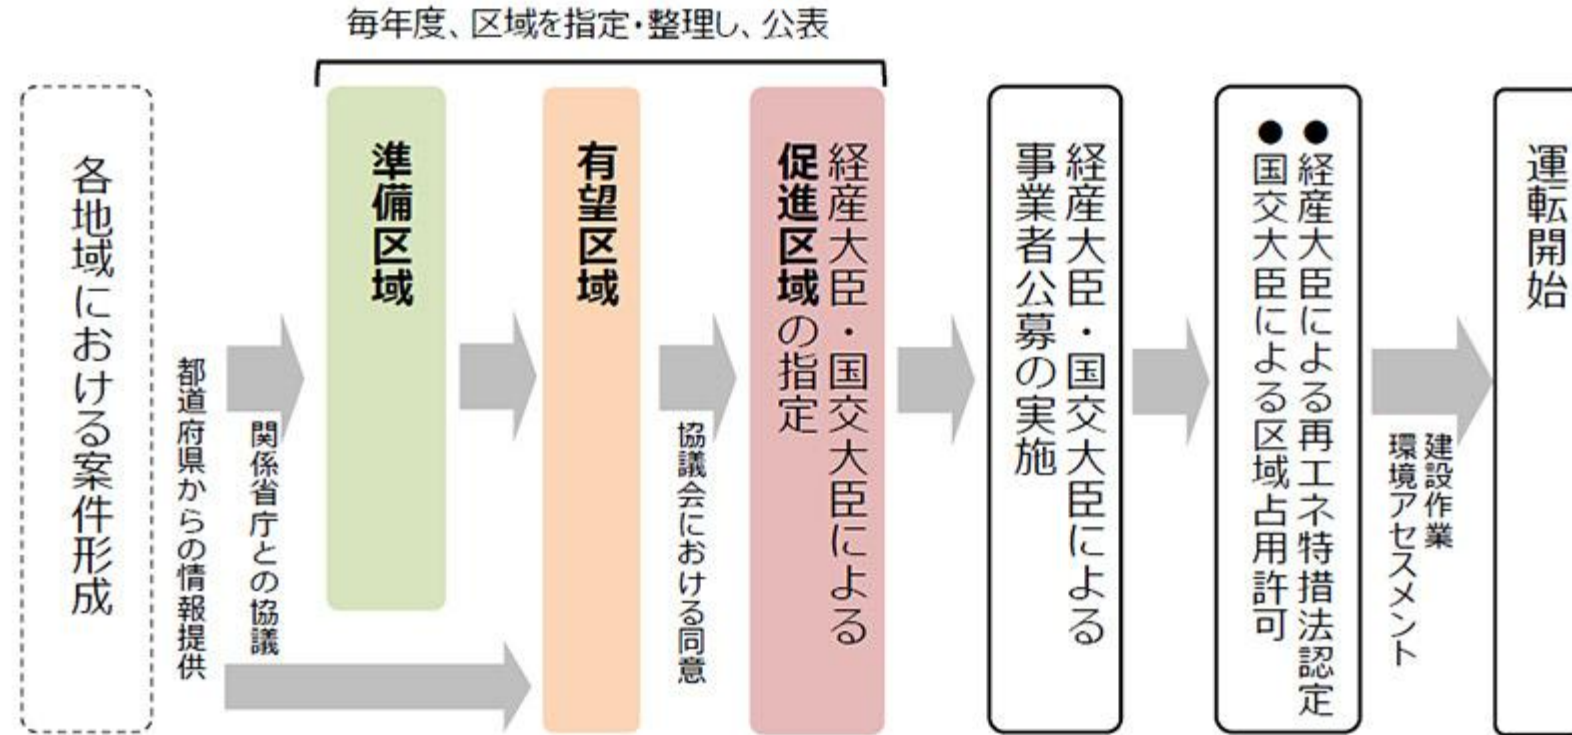 毎年度、区域を指定・整理し、公表
各地域における案件形成
都道府県からの情報提供
関係省庁との協議
準備区域
有望区域
協議会における同意
経産大臣・国交大臣による
促進区域の指定
経産大臣・国交大臣による
事業者公募の実施
●経産大臣による再エネ特措法認定
●国交大臣による区域占用許可
建設作業
環境アセスメント
運転開始